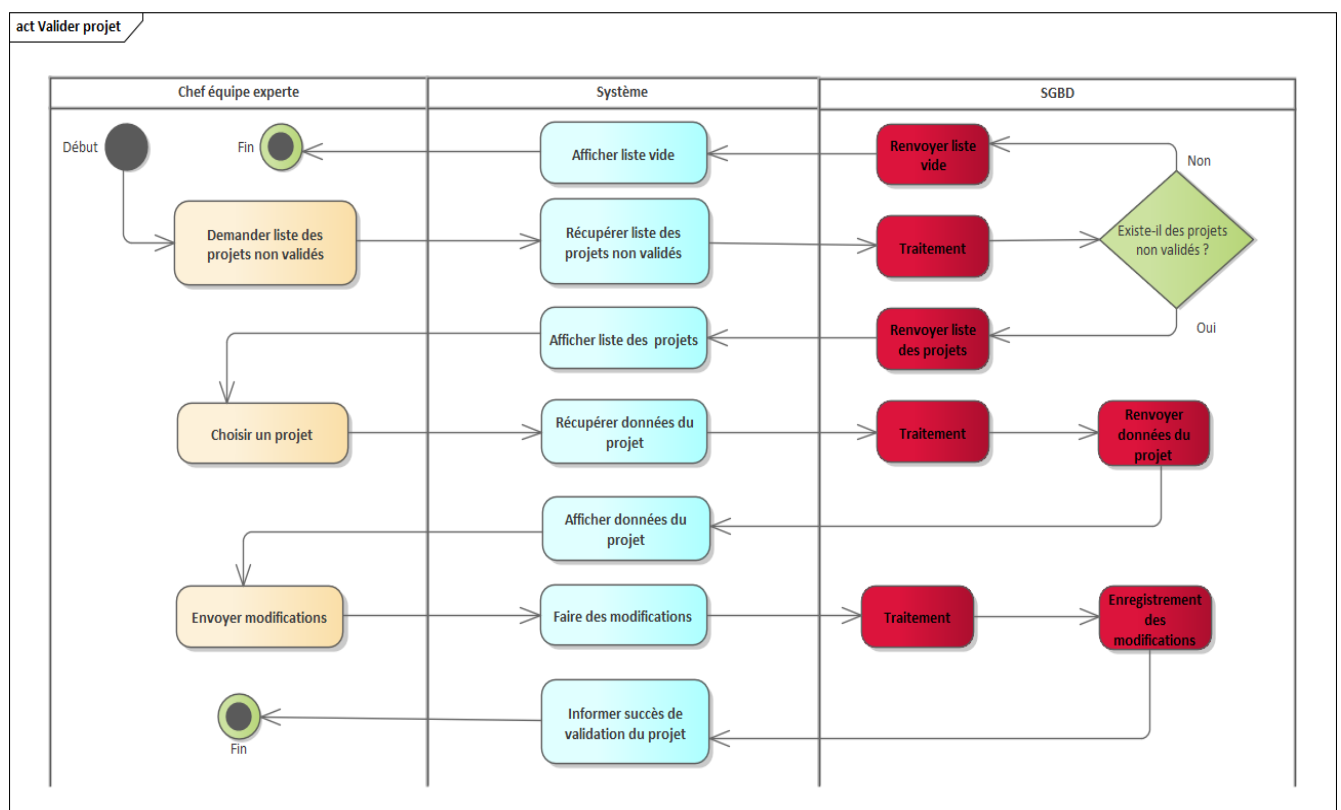 act Valider projet
Chef équipe experte
Système
SGBD
Début
Fin
Afficher liste vide
Renvoyer liste
vide
Non
Demander liste des
projets non validés
Récupérer liste des
projets non validés
Traitement
Existe-il des projets
non validés ?
Oui
Afficher liste des projets
Renvoyer liste
des projets
Choisir un projet
Récupérer données du
projet
Traitement
Renvoyer
données du
projet
Afficher données du
projet
Envoyer modifications
Faire des modifications
Traitement
Enregistrement
des
modifications
Informer succès de
validation du projet
Fin